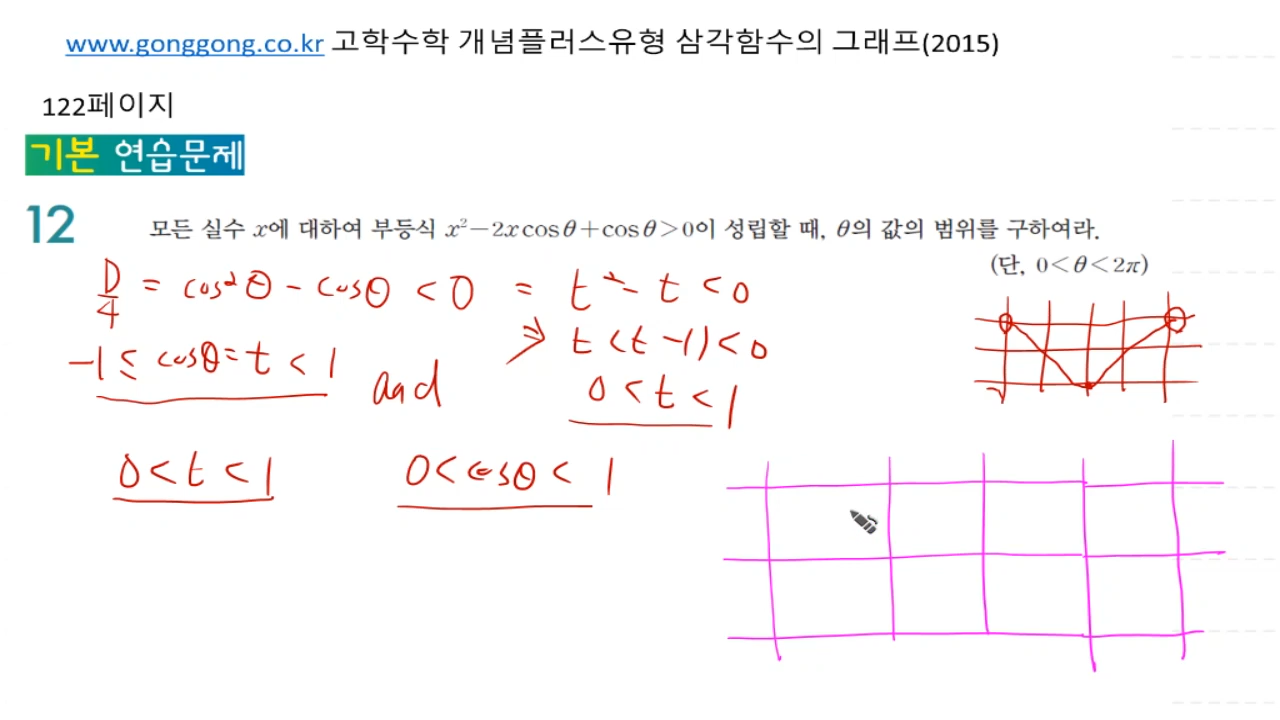 www.gonggong.co.kr 고학수학 개념플러스유형 삼각함수의 그래프(2015)
122페이지
기본 연습문제
12 모든 실수 x에 대하여 부등식 x²−2x cosθ+cosθ>0이 성립할 때, θ의 값의 범위를 구하여라.
(단, 0<θ<2π)
D/4 = cos²θ − cosθ < 0 = t² − t < 0
⇒ t(t−1)<0
−1 ≤ cosθ = t < 1 and 0 < t < 1
0 < t < 1 0 < cosθ < 1